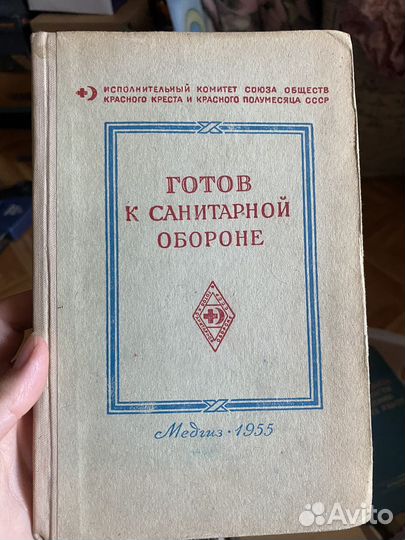 ИСПОЛНИТЕЛЬНЫЙ КОМИТЕТ СОЮЗА ОБЩЕСТВ
КРАСНОГО КРЕСТА И КРАСНОГО ПОЛУМЕСЯЦА СССР
ГОТОВ
К САНИТАРНОЙ
ОБОРОНЕ
Медгиз · 1955
Avito